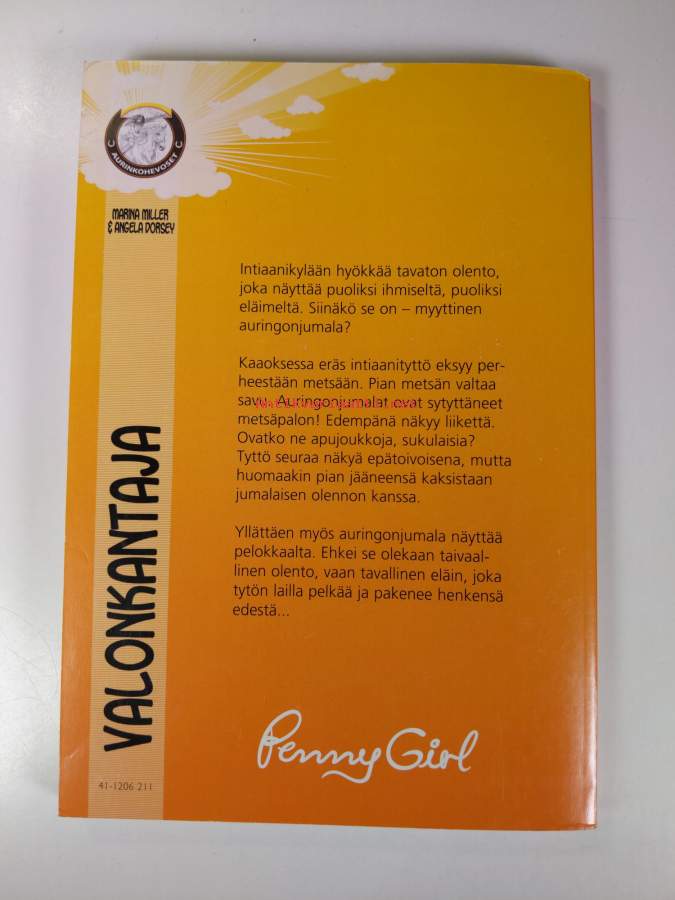 AURINKOHEVOSET
MARINA MILLER
& ANGELA DORSEY
VALONKANTAJA
41-1206 211
Intiaanikylään hyökkää tavaton olento,
joka näyttää puoliksi ihmiseltä, puoliksi
eläimeltä. Siinäkö se on – myyttinen
auringonjumala?
Kaaoksessa eräs intiaanityttö eksyy per-
heestään metsään. Pian metsän valtaa
savu. Auringonjumalat ovat sytyttäneet
metsäpalon! Edempänä näkyy liikettä.
Ovatko ne apujoukkoja, sukulaisia?
Tyttö seuraa näkyä epätoivoisena, mutta
huomaakin pian jääneensä kaksistaan
jumalaisen olennon kanssa.
Yllättäen myös auringonjumala näyttää
pelokkaalta. Ehkei se olekaan taivaal-
linen olento, vaan tavallinen eläin, joka
tytön lailla pelkää ja pakenee henkensä
edestä...
Penny Girl